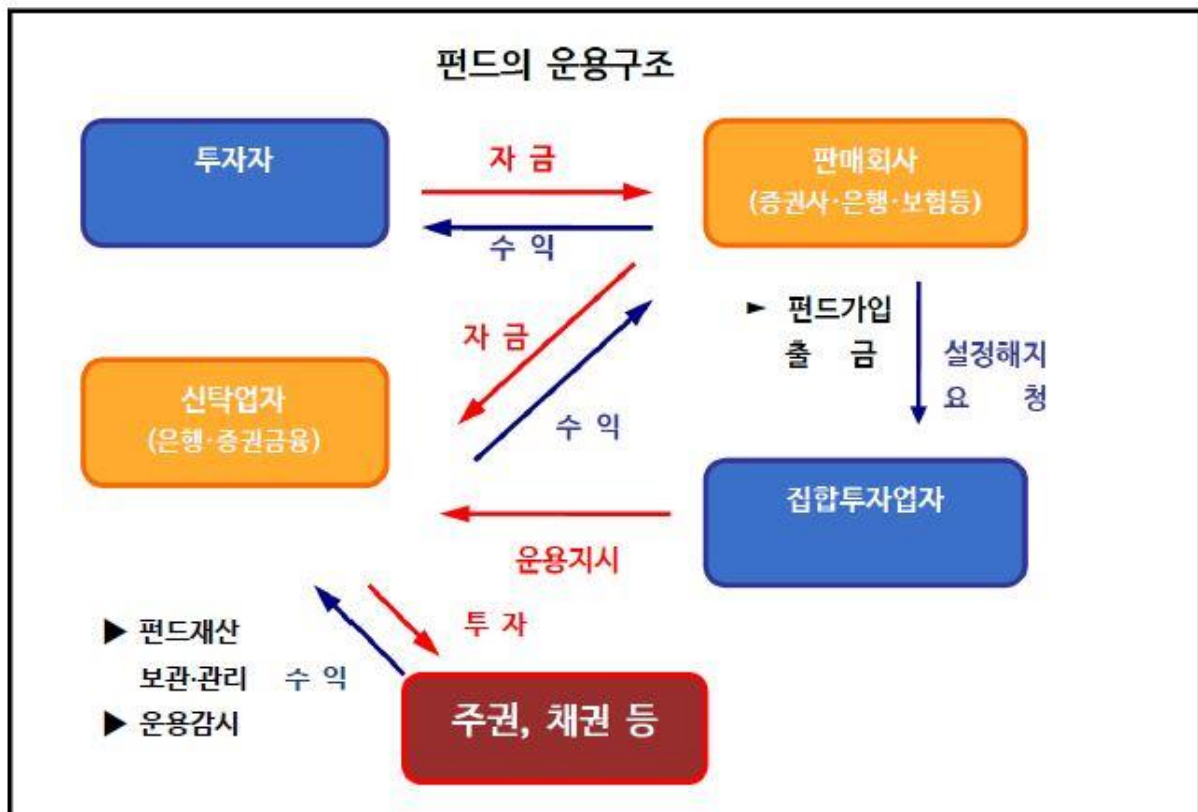 펀드의 운용구조
투자자
자 금
판매회사
(증권사·은행·보험등)
수 익
► 펀드가입
출 금
설정해지
요 청
자 금
신탁업자
(은행·증권금융)
수 익
집합투자업자
운용지시
투 자
▶ 펀드재산
보관·관리
수 익
▶ 운용감시
주권, 채권 등